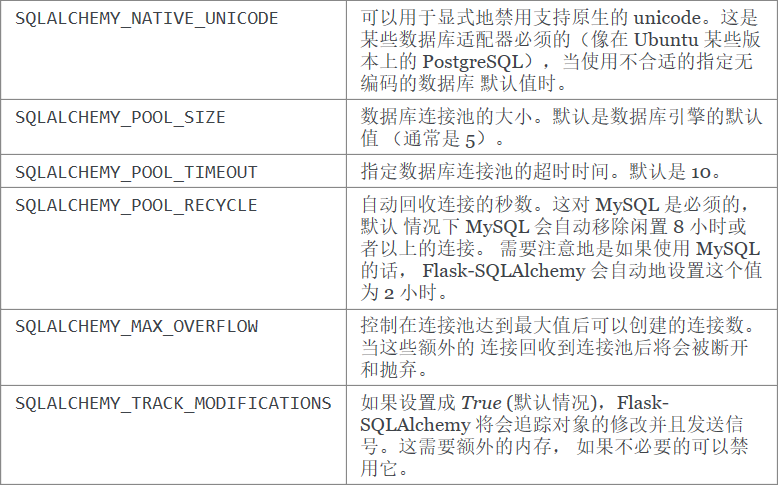 SQLALCHEMY_NATIVE_UNICODE
可以用于显式地禁用支持原生的 unicode。这是
某些数据库适配器必须的（像在 Ubuntu 某些版
本上的 PostgreSQL），当使用不合适的指定无
编码的数据库 默认值时。
SQLALCHEMY_POOL_SIZE
数据库连接池的大小。默认是数据库引擎的默认
值 （通常是 5）。
SQLALCHEMY_POOL_TIMEOUT
指定数据库连接池的超时时间。默认是 10。
SQLALCHEMY_POOL_RECYCLE
自动回收连接的秒数。这对 MySQL 是必须的，
默认 情况下 MySQL 会自动移除闲置 8 小时或
者以上的连接。 需要注意地是如果使用 MySQL
的话， Flask-SQLAlchemy 会自动地设置这个值
为 2 小时。
SQLALCHEMY_MAX_OVERFLOW
控制在连接池达到最大值后可以创建的连接数。
当这些额外的 连接回收到连接池后将会被断开
和抛弃。
SQLALCHEMY_TRACK_MODIFICATIONS
如果设置成 True (默认情况)，Flask-
SQLAlchemy 将会追踪对象的修改并且发送信
号。这需要额外的内存， 如果不必要的可以禁
用它。